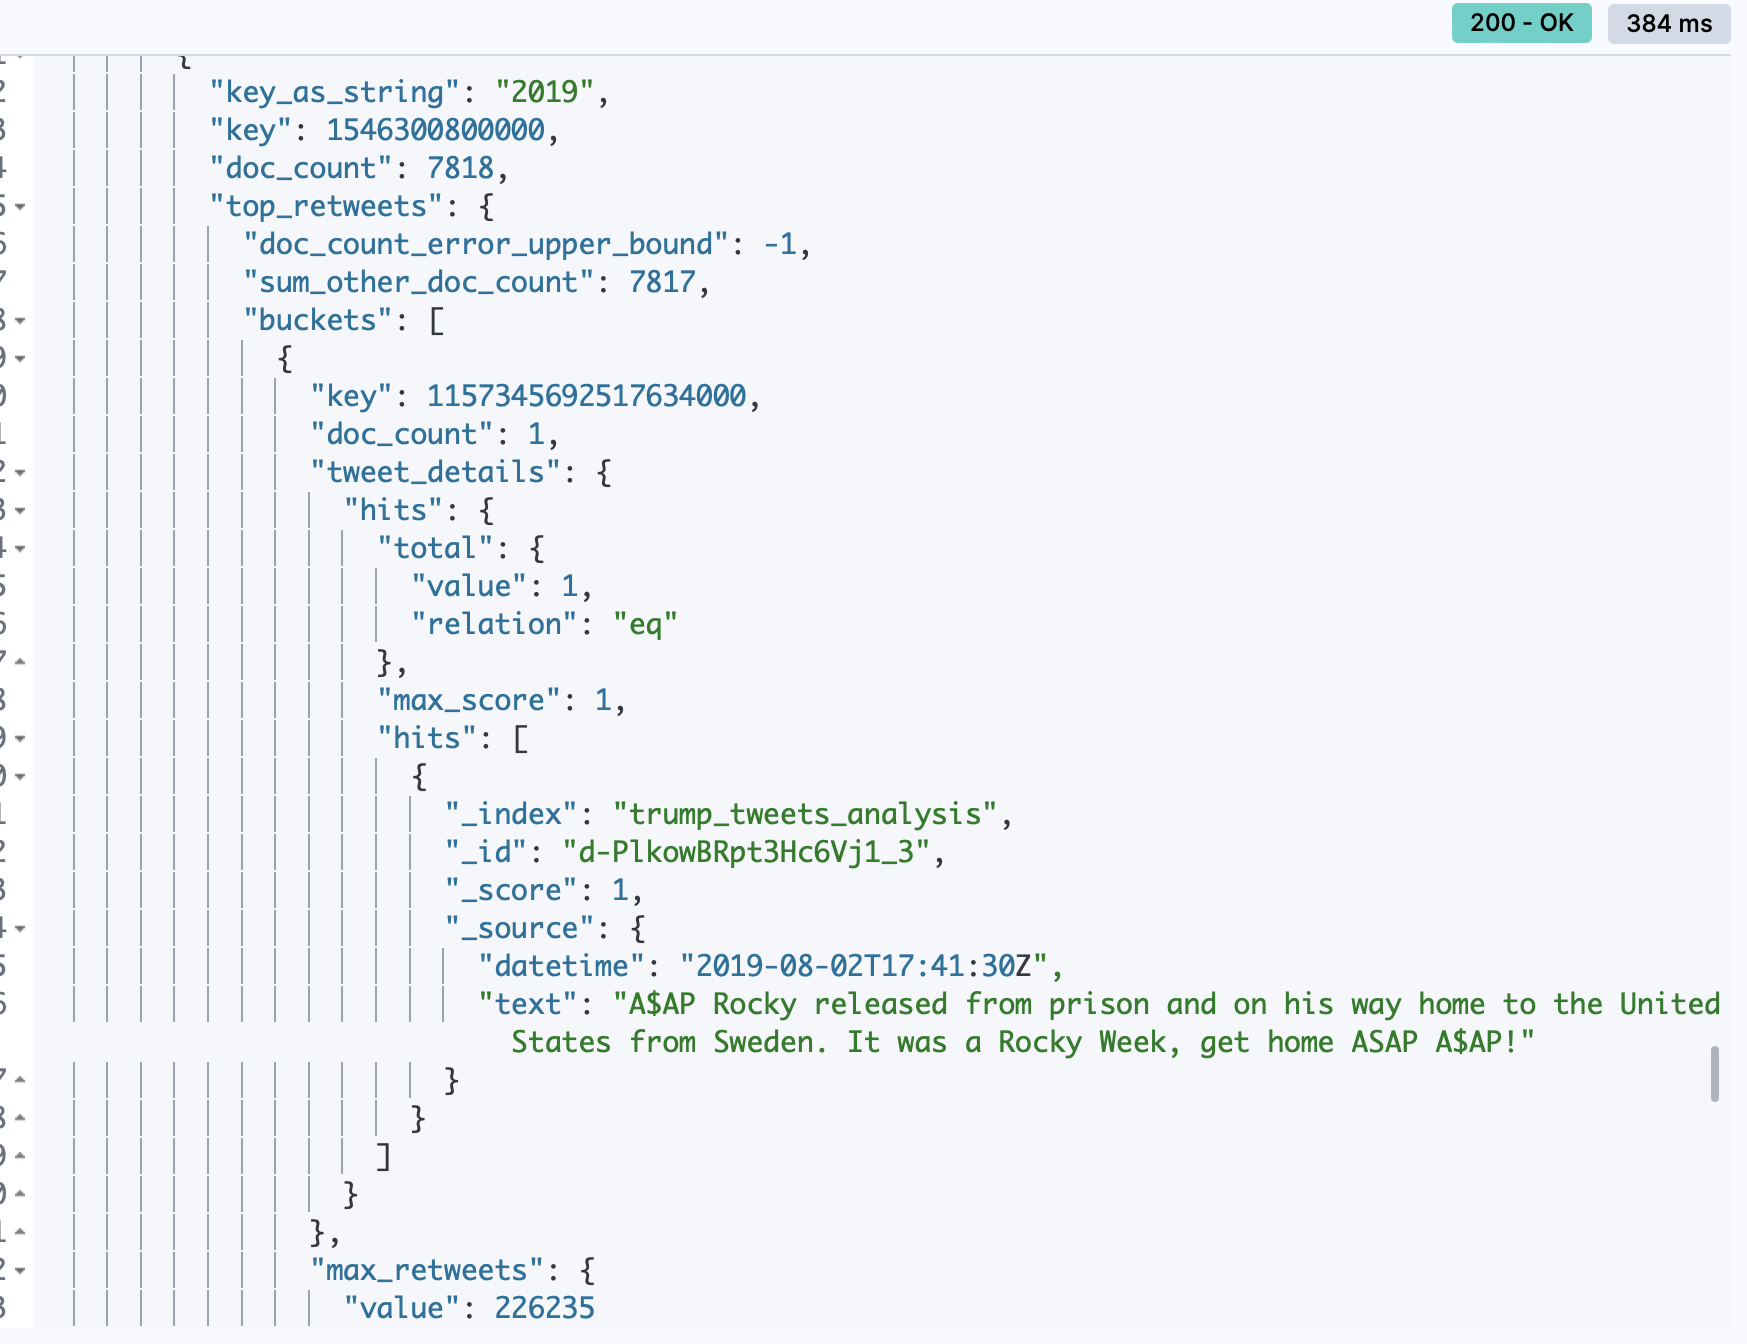 200 - OK 384 ms
{
"key_as_string": "2019",
"key": 1546300800000,
"doc_count": 7818,
"top_retweets": {
"doc_count_error_upper_bound": -1,
"sum_other_doc_count": 7817,
"buckets": [
{
"key": 1157345692517634000,
"doc_count": 1,
"tweet_details": {
"hits": {
"total": {
"value": 1,
"relation": "eq"
},
"max_score": 1,
"hits": [
{
"_index": "trump_tweets_analysis",
"_id": "d-PlkowBRpt3Hc6Vj1_3",
"_score": 1,
"_source": {
"datetime": "2019-08-02T17:41:30Z",
"text": "A$AP Rocky released from prison and on his way home to the United
States from Sweden. It was a Rocky Week, get home ASAP A$AP!"
}
}
]
}
},
"max_retweets": {
"value": 226235